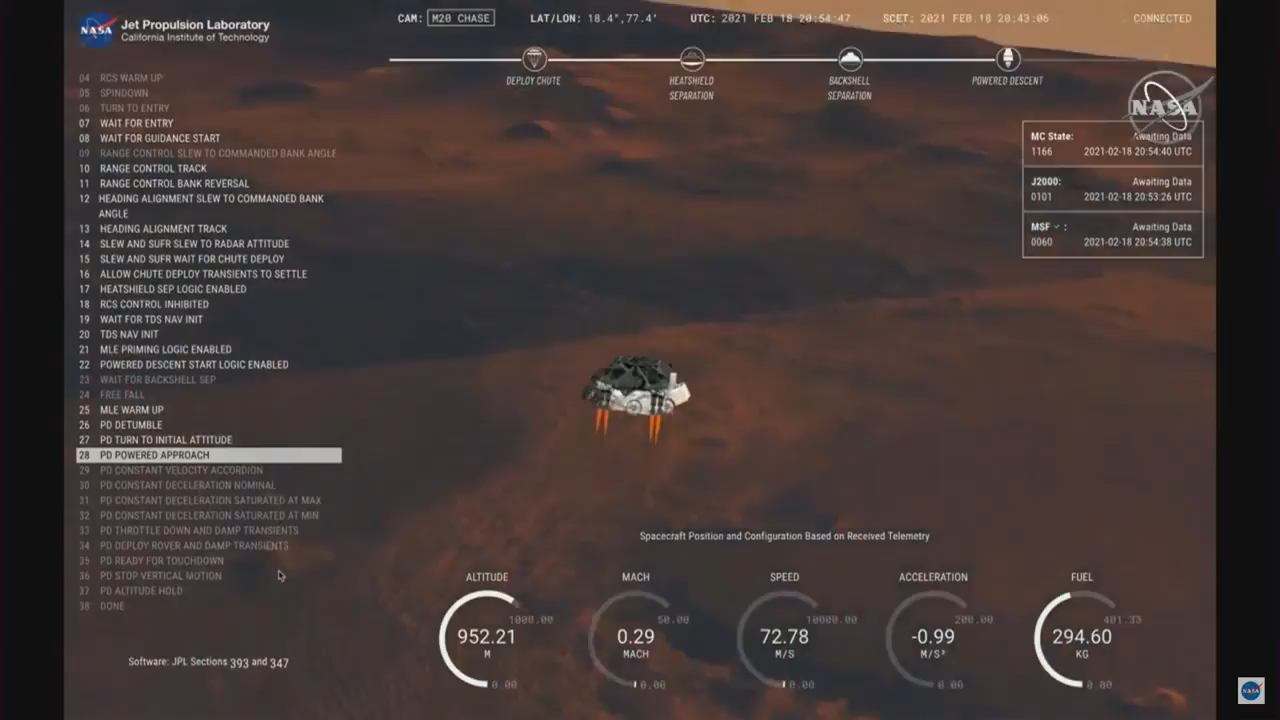 NASA
Jet Propulsion Laboratory
California Institute of Technology
CAM: M20 CHASE
LAT/LON: 18.4°,77.4°
UTC: 2021 FEB 18 20:54:47
SCET: 2021 FEB.18 20:43:06
CONNECTED
DEPLOY CHUTE
HEATSHIELD
SEPARATION
BACKSHELL
SEPARATION
POWERED DESCENT
NASA
04 RCS WARM UP
05 SPINDOWN
06 TURN TO ENTRY
07 WAIT FOR ENTRY
08 WAIT FOR GUIDANCE START
09 RANGE CONTROL SLEW TO COMMANDED BANK ANGLE
10 RANGE CONTROL TRACK
11 RANGE CONTROL BANK REVERSAL
12 HEADING ALIGNMENT SLEW TO COMMANDED BANK
ANGLE
13 HEADING ALIGNMENT TRACK
14 SLEW AND SUFR SLEW TO RADAR ATTITUDE
15 SLEW AND SUFR WAIT FOR CHUTE DEPLOY
16 ALLOW CHUTE DEPLOY TRANSIENTS TO SETTLE
17 HEATSHIELD SEP LOGIC ENABLED
18 RCS CONTROL INHIBITED
19 WAIT FOR TDS NAV INIT
20 TDS NAV INIT
21 MLE PRIMING LOGIC ENABLED
22 POWERED DESCENT START LOGIC ENABLED
23 WAIT FOR BACKSHELL SEP
24 FREE FALL
25 MLE WARM UP
26 PD DETUMBLE
27 PD TURN TO INITIAL ATTITUDE
28 PD POWERED APPROACH
29 PD CONSTANT VELOCITY ACCORDION
30 PD CONSTANT DECELERATION NOMINAL
31 PD CONSTANT DECELERATION SATURATED AT MAX
32 PD CONSTANT DECELERATION SATURATED AT MIN
33 PD THROTTLE DOWN AND DAMP TRANSIENTS
34 PD DEPLOY ROVER AND DAMP TRANSIENTS
35 PD READY FOR TOUCHDOWN
36 PD STOP VERTICAL MOTION
37 PD ALTITUDE HOLD
38 DONE
Software: JPL Sections 393 and 347
MC State: Awaiting Data
1166 2021-02-18 20:54:40 UTC
J2000: Awaiting Data
0101 2021-02-18 20:53:26 UTC
MSF ✓ : Awaiting Data
0060 2021-02-18 20:54:38 UTC
Spacecraft Position and Configuration Based on Received Telemetry
ALTITUDE
1000.00
952.21
M
0.00
MACH
50.00
0.29
MACH
0.00
SPEED
10000.00
72.78
M/S
0.00
ACCELERATION
200.00
-0.99
M/S²
0.00
FUEL
401.33
294.60
KG
0.00
NASA